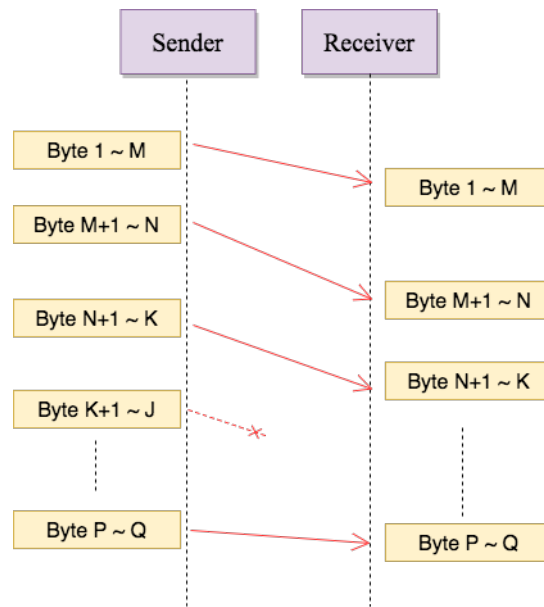 Sender
Receiver
Byte 1 ~ M
Byte 1 ~ M
Byte M+1 ~ N
Byte M+1 ~ N
Byte N+1 ~ K
Byte N+1 ~ K
Byte K+1 ~ J
Byte P ~ Q
Byte P ~ Q